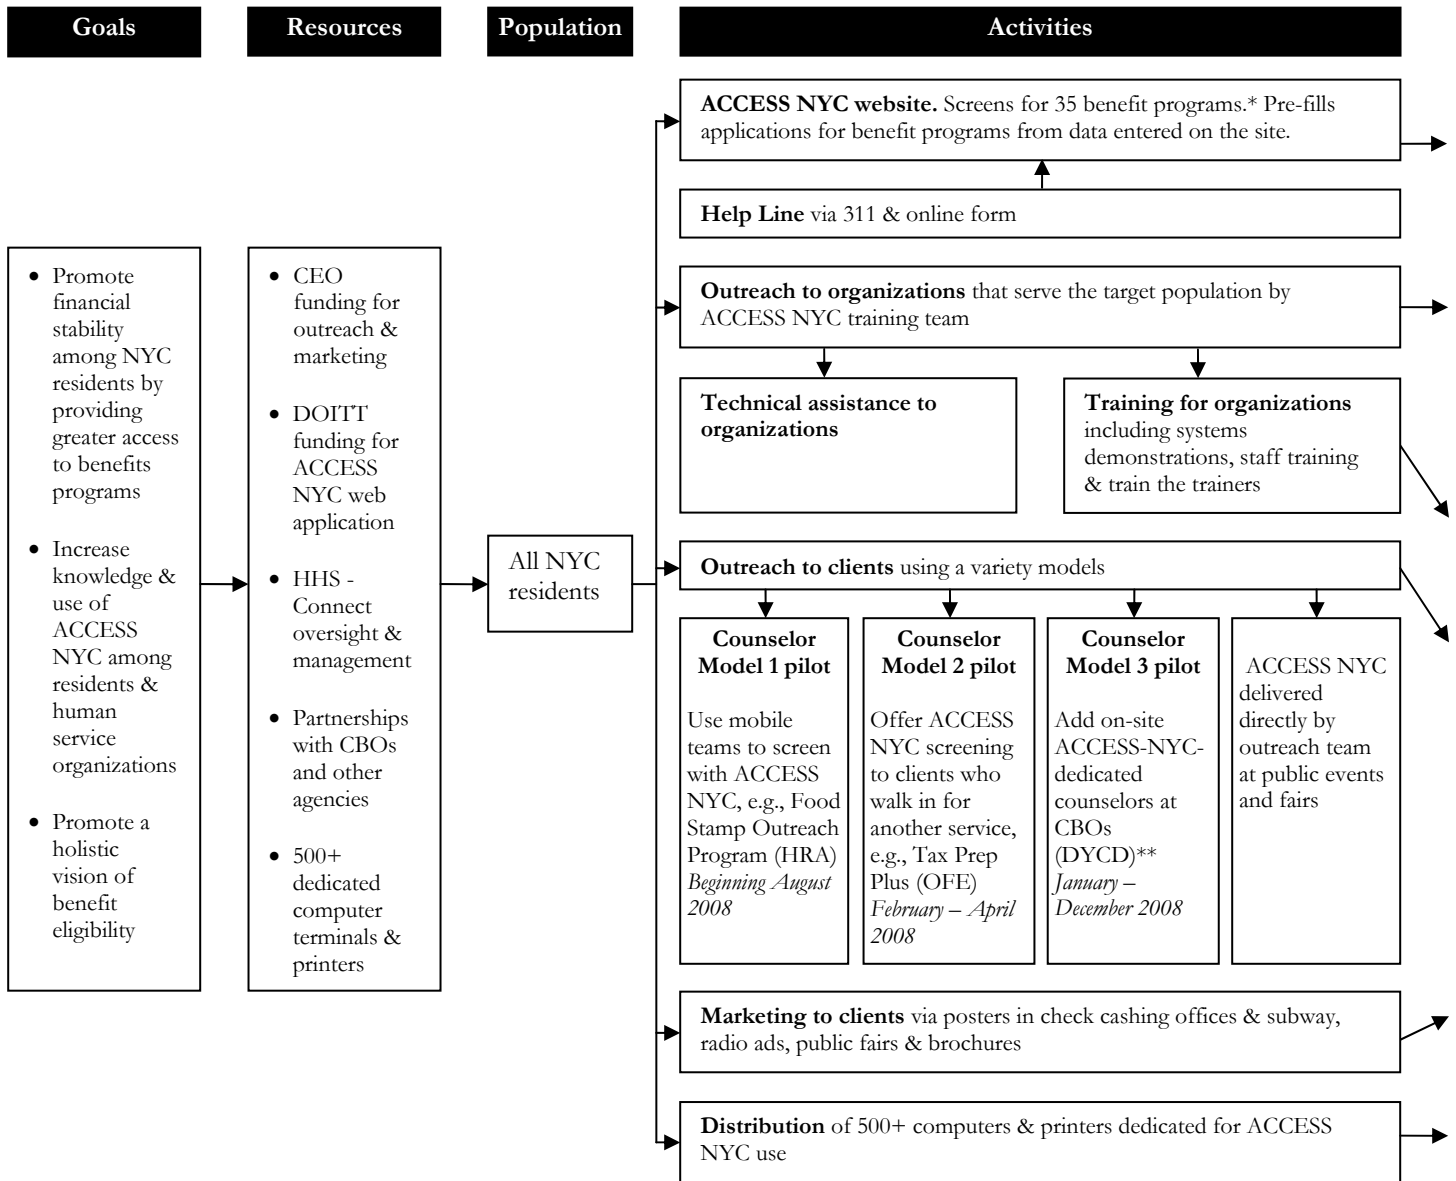 Goals
Resources
Population
Activities
• Promote
financial
stability
among NYC
residents by
providing
greater access
to benefits
programs
• Increase
knowledge &
use of
ACCESS
NYC among
residents &
human
service
organizations
• Promote a
holistic
vision of
benefit
eligibility
• CEO
funding for
outreach &
marketing
• DOITT
funding for
ACCESS
NYC web
application
• HHS -
Connect
oversight &
management
• Partnerships
with CBOs
and other
agencies
• 500+
dedicated
computer
terminals &
printers
All NYC
residents
ACCESS NYC website. Screens for 35 benefit programs.* Pre-fills
applications for benefit programs from data entered on the site.
Help Line via 311 & online form
Outreach to organizations that serve the target population by
ACCESS NYC training team
Technical assistance to
organizations
Training for organizations
including systems
demonstrations, staff training
& train the trainers
Outreach to clients using a variety models
Counselor
Model 1 pilot
Use mobile
teams to screen
with ACCESS
NYC, e.g., Food
Stamp Outreach
Program (HRA)
Beginning August
2008
Counselor
Model 2 pilot
Offer ACCESS
NYC screening
to clients who
walk in for
another service,
e.g., Tax Prep
Plus (OFE)
February – April
2008
Counselor
Model 3 pilot
Add on-site
ACCESS-NYC-
dedicated
counselors at
CBOs
(DYCD)**
January –
December 2008
ACCESS NYC
delivered
directly by
outreach team
at public events
and fairs
Marketing to clients via posters in check cashing offices & subway,
radio ads, public fairs & brochures
Distribution of 500+ computers & printers dedicated for ACCESS
NYC use